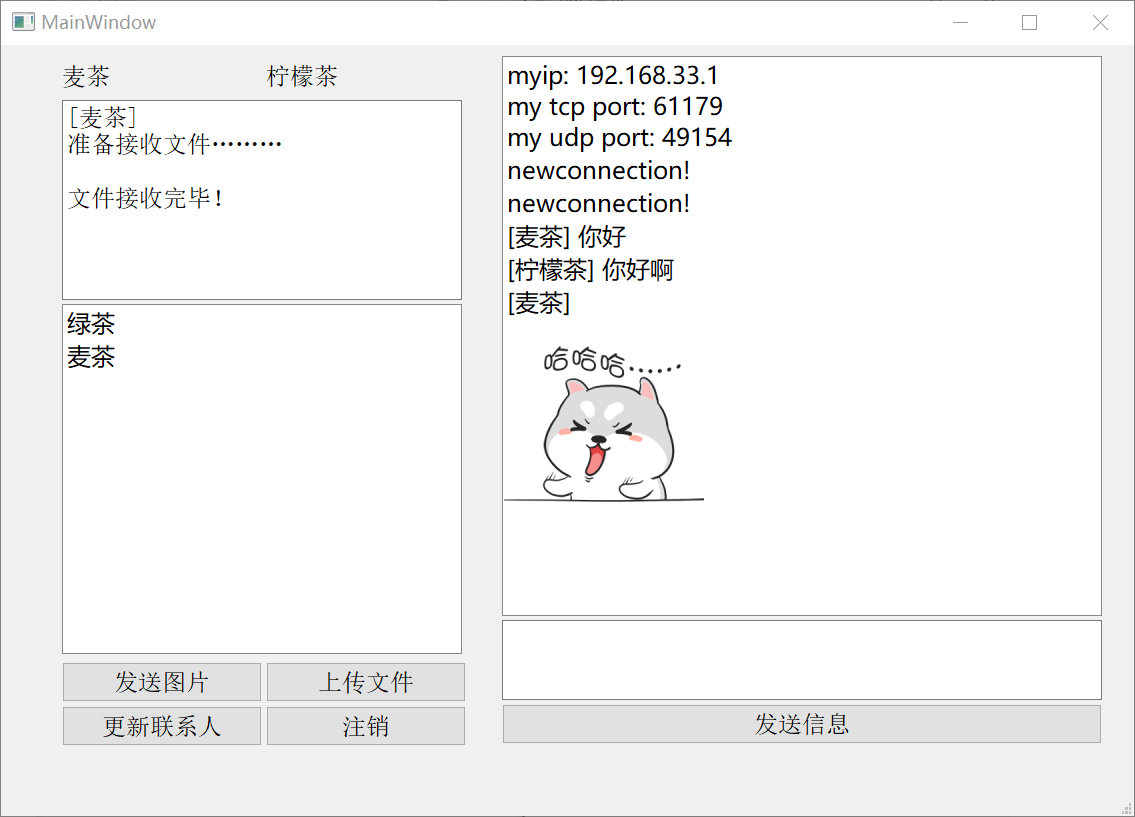 MainWindow
麦茶 柠檬茶
[麦茶]
准备接收文件………
文件接收完毕!
绿茶
麦茶
发送图片 上传文件
更新联系人 注销
myip: 192.168.33.1
my tcp port: 61179
my udp port: 49154
newconnection!
newconnection!
[麦茶] 你好
[柠檬茶] 你好啊
[麦茶]
哈哈哈……
发送信息